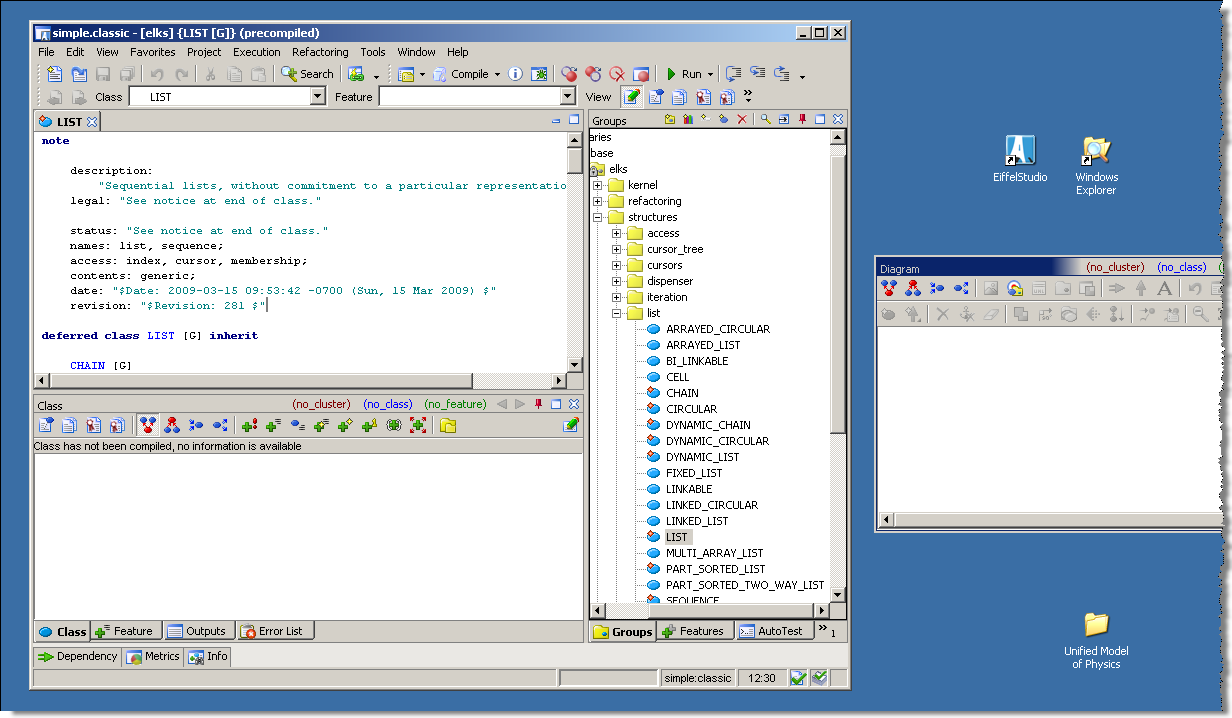 simple.classic - [elks] {LIST [G]} (precompiled)
File Edit View Favorites Project Execution Refactoring Tools Window Help
Search Compile Run
Class LIST Feature View
LIST
note
description:
"Sequential lists, without commitment to a particular representatio
legal: "See notice at end of class."
status: "See notice at end of class."
names: list, sequence;
access: index, cursor, membership;
contents: generic;
date: "$Date: 2009-03-15 09:53:42 -0700 (Sun, 15 Mar 2009) $"
revision: "$Revision: 281 $"
deferred class LIST [G] inherit
CHAIN [G]
Class (no_cluster) (no_class) (no_feature)
Class has not been compiled, no information is available
Class Feature Outputs Error List
Dependency Metrics Info
Groups
aries
base
elks
kernel
refactoring
structures
access
cursor_tree
cursors
dispenser
iteration
list
ARRAYED_CIRCULAR
ARRAYED_LIST
BI_LINKABLE
CELL
CHAIN
CIRCULAR
DYNAMIC_CHAIN
DYNAMIC_CIRCULAR
DYNAMIC_LIST
FIXED_LIST
LINKABLE
LINKED_CIRCULAR
LINKED_LIST
LIST
MULTI_ARRAY_LIST
PART_SORTED_LIST
PART_SORTED_TWO_WAY_LIST
SEQUENCE
Groups Features AutoTest 1
simple:classic 12:30
EiffelStudio
Windows
Explorer
Diagram (no_cluster) (no_class) (
Unified Model
of Physics